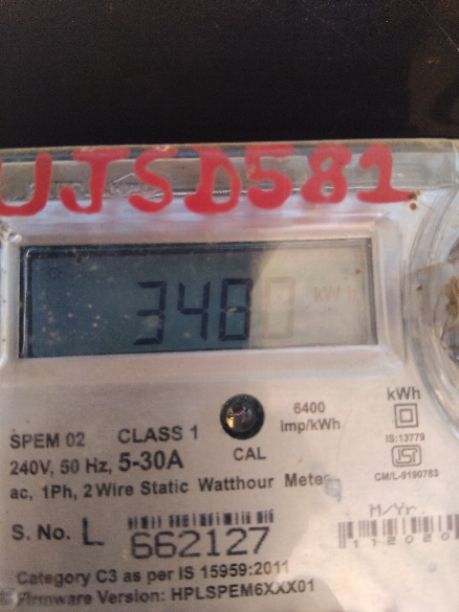 UJSD581
3480 kWh
6400
imp/kWh
kWh
SPEM 02 CLASS 1
CAL
IS:13779
240V, 50 Hz, 5-30A
ac, 1Ph, 2 Wire Static Watthour Meter
CM/L-9190783
M/Yr.
S. No. L 662127
112020
Category C3 as per IS 15959:2011
Firmware Version: HPLSPEM6XXX01